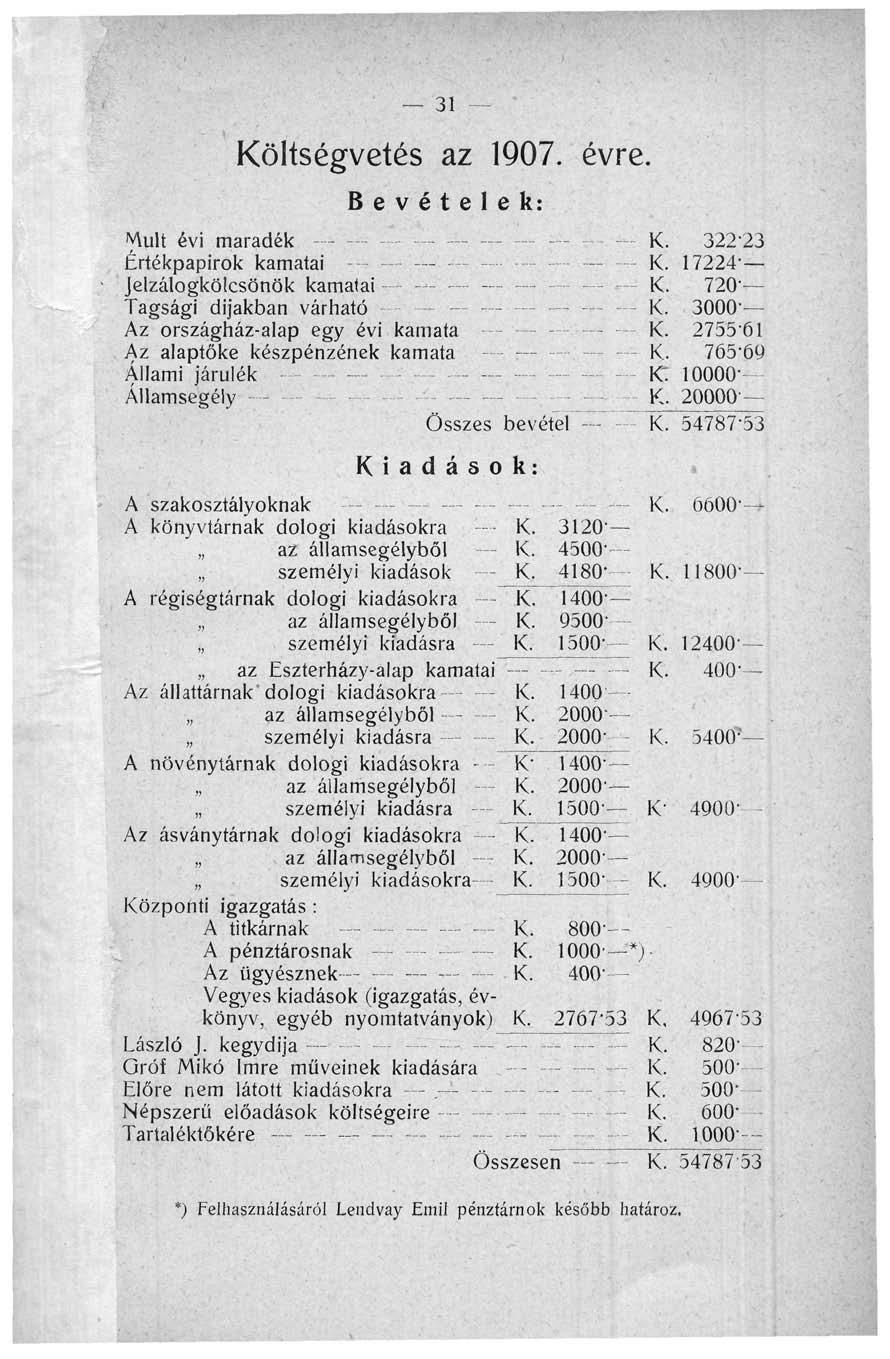 — 31 —
Költségvetés az 1907. évre.
Bevételek:
Mult évi maradék — — — — — — — — — — K. 322·23
Értékpapirok kamatai — — — — — — — — — K. 17224·—
Jelzálogkölcsönök kamatai — — — — — — — — K. 720·—
Tagsági dijakban várható — — — — — — — — K. 3000·—
Az országház-alap egy évi kamata — — — — — — K. 2755·61
Az alaptőke készpénzének kamata — — — — — — K. 765·69
Állami járulék — — — — — — — — — — — K. 10000·—
Államsegély — — — — — — — — — — — — K. 20000·—
Összes bevétel — — K. 54787·53
Kiadások:
A szakosztályoknak — — — — — — — — — K. 6600·—
A könyvtárnak dologi kiadásokra — K. 3120·—
„ az államsegélyből — K. 4500·—
„ személyi kiadások — K. 4180·— K. 11800·—
A régiségtárnak dologi kiadásokra — K. 1400·—
„ az államsegélyből — K. 9500·—
„ személyi kiadásra — K. 1500·— K. 12400·—
„ az Eszterházy-alap kamatai — — — — K. 400·—
Az állattárnak dologi kiadásokra — — K. 1400·—
„ az államsegélyből — — K. 2000·—
„ személyi kiadásra — — K. 2000·— K. 5400·—
A növénytárnak dologi kiadásokra — K· 1400·—
„ az államsegélyből — K. 2000·—
„ személyi kiadásra — K. 1500·— K· 4900·—
Az ásványtárnak dologi kiadásokra — K. 1400·—
„ az államsegélyből — K. 2000·—
„ személyi kiadásokra — K. 1500·— K. 4900·—
Központi igazgatás :
A titkárnak — — — — — K. 800·—
A pénztárosnak — — — — K. 1000·—*)
Az ügyésznek — — — — — K. 400·—
Vegyes kiadások (igazgatás, év-
könyv, egyéb nyomtatványok) K. 2767·53 K. 4967·53
László J. kegydija — — — — — — — — — — K. 820·—
Gróf Mikó Imre műveinek kiadására — — — — — K. 500·—
Előre nem látott kiadásokra — — — — — — — K. 500·—
Népszerü előadások költségeire — — — — — — — K. 600·—
Tartaléktőkére — — — — — — — — — — — K. 1000·—
Összesen — — K. 54787·53
*) Felhasználásáról Lendvay Emil pénztárnok később határoz.